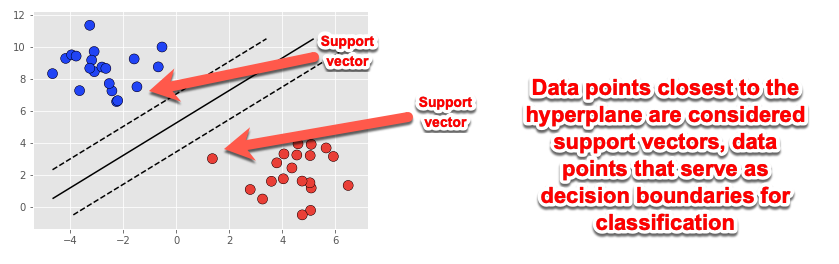 12
10
8
6
4
2
0
−4
−2
0
2
4
6
Support
vector
Support
vector
Data points closest to the
hyperplane are considered
support vectors, data
points that serve as
decision boundaries for
classification